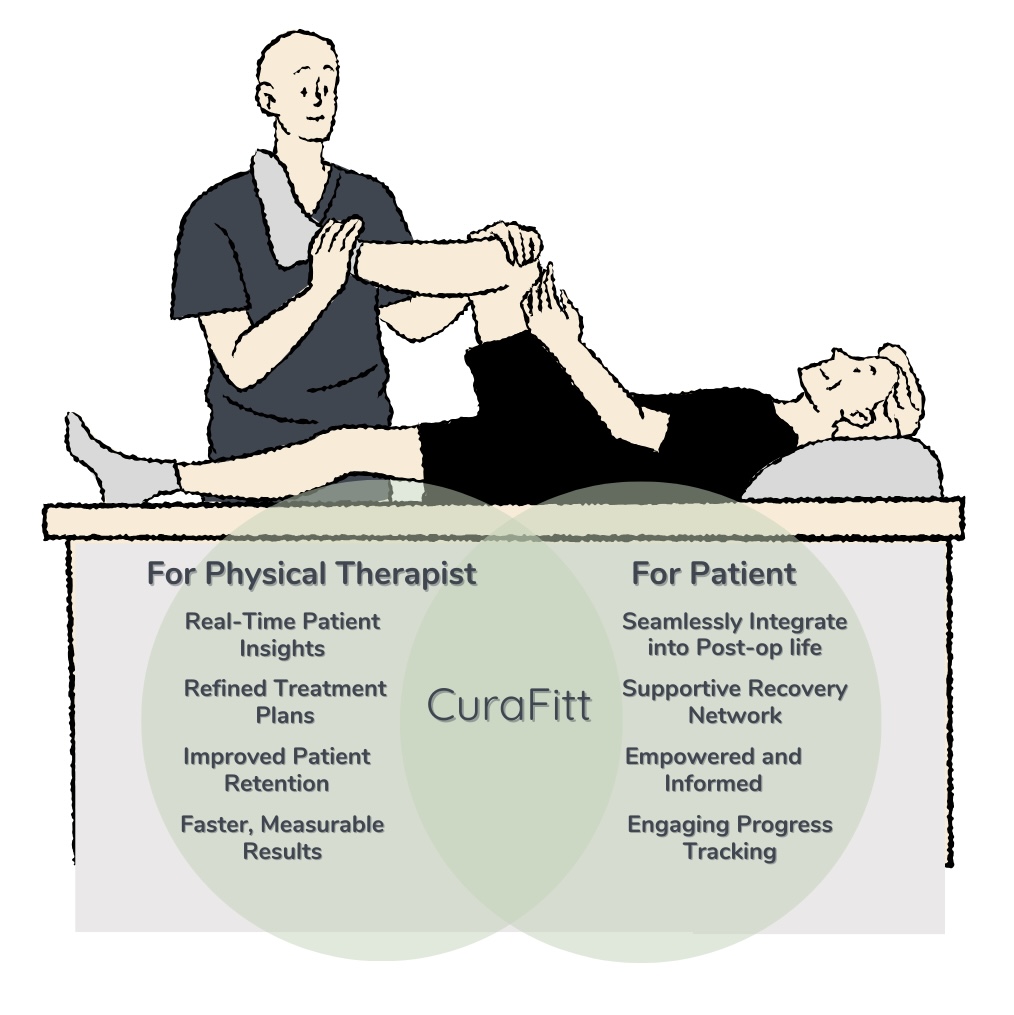 For Physical Therapist
Real-Time Patient
Insights
Refined Treatment
Plans
Improved Patient
Retention
Faster, Measurable
Results
CuraFitt
For Patient
Seamlessly Integrate
into Post-op life
Supportive Recovery
Network
Empowered and
Informed
Engaging Progress
Tracking